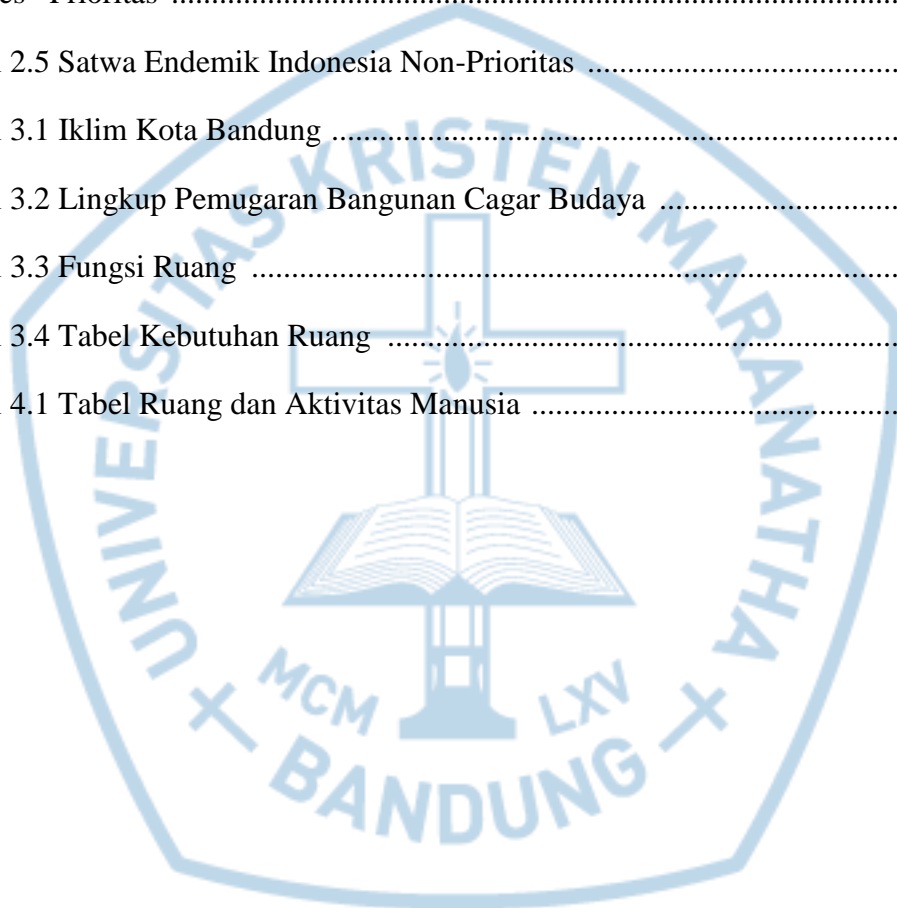 es Prioritas ........................................................................
2.5 Satwa Endemik Indonesia Non-Prioritas ................................
3.1 Iklim Kota Bandung ........................................................
3.2 Lingkup Pemugaran Bangunan Cagar Budaya ........................
3.3 Fungsi Ruang ................................................................
3.4 Tabel Kebutuhan Ruang ..................................................
4.1 Tabel Ruang dan Aktivitas Manusia ....................................
UNIVERSITAS KRISTEN MARANATHA
MCM LXV
BANDUNG